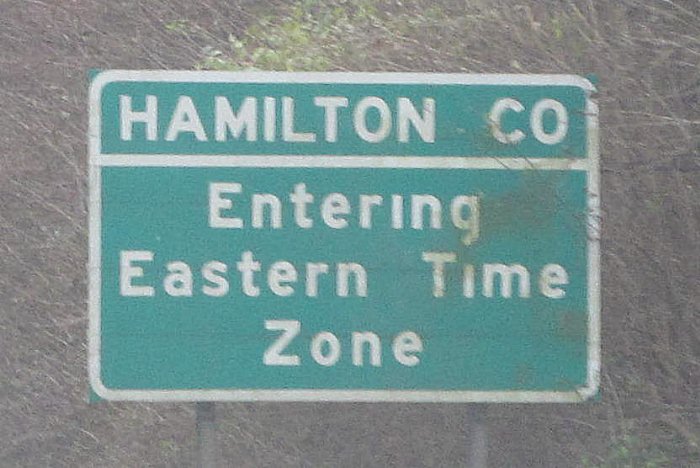 HAMILTON CO
Entering
Eastern Time
Zone